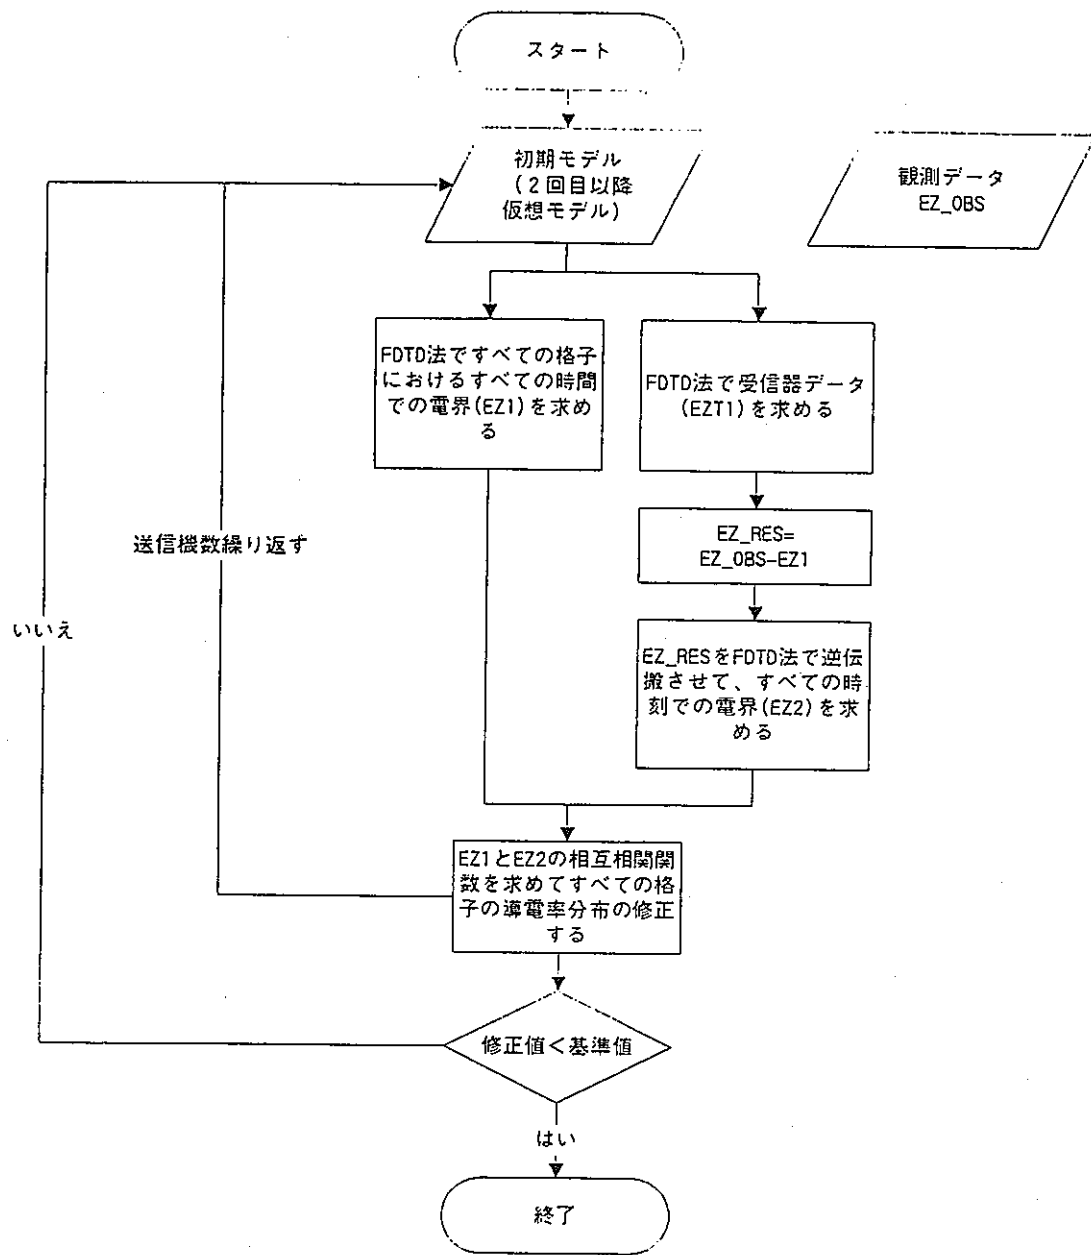 スタート
初期モデル
(2回目以降
仮想モデル)
観測データ
EZ_OBS
FDTD法ですべての格子
におけるすべての時間
での電界(EZ1)を求め
る
FDTD法で受信器データ
(EZT1)を求める
EZ_RES=
EZ_OBS-EZ1
送信機数繰り返ず
いいえ
EZ_RESをFDTD法で逆伝
搬させて、すべての時
刻での電界(EZ2)を求
める
EZ1とEZ2の相互相関関
数を求めてすべての格
子の導電率分布の修正
する
修正値<基準値
はい
終了